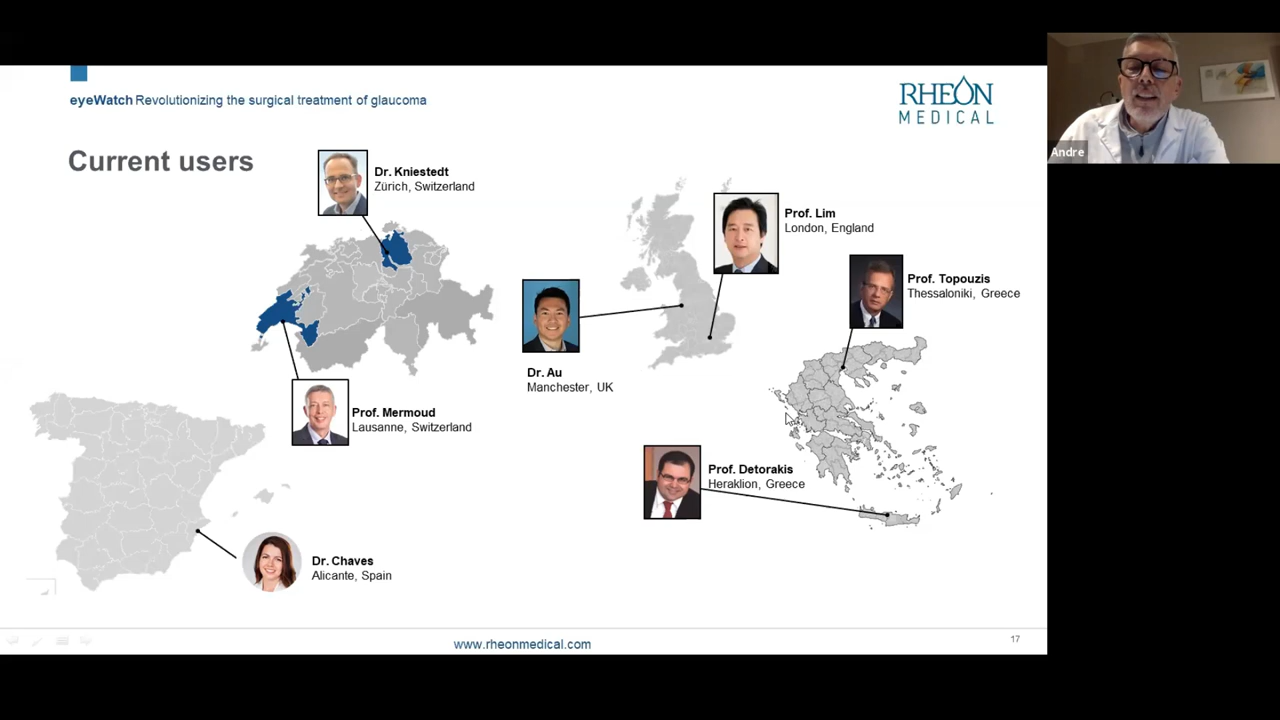 eyeWatch Revolutionizing the surgical treatment of glaucoma
RHEON
MEDICAL
Andre
Current users
Dr. Kniestedt
Zürich, Switzerland
Prof. Lim
London, England
Prof. Topouzis
Thessaloniki, Greece
Dr. Au
Manchester, UK
Prof. Mermoud
Lausanne, Switzerland
Prof. Detorakis
Heraklion, Greece
Dr. Chaves
Alicante, Spain
www.rheonmedical.com
17